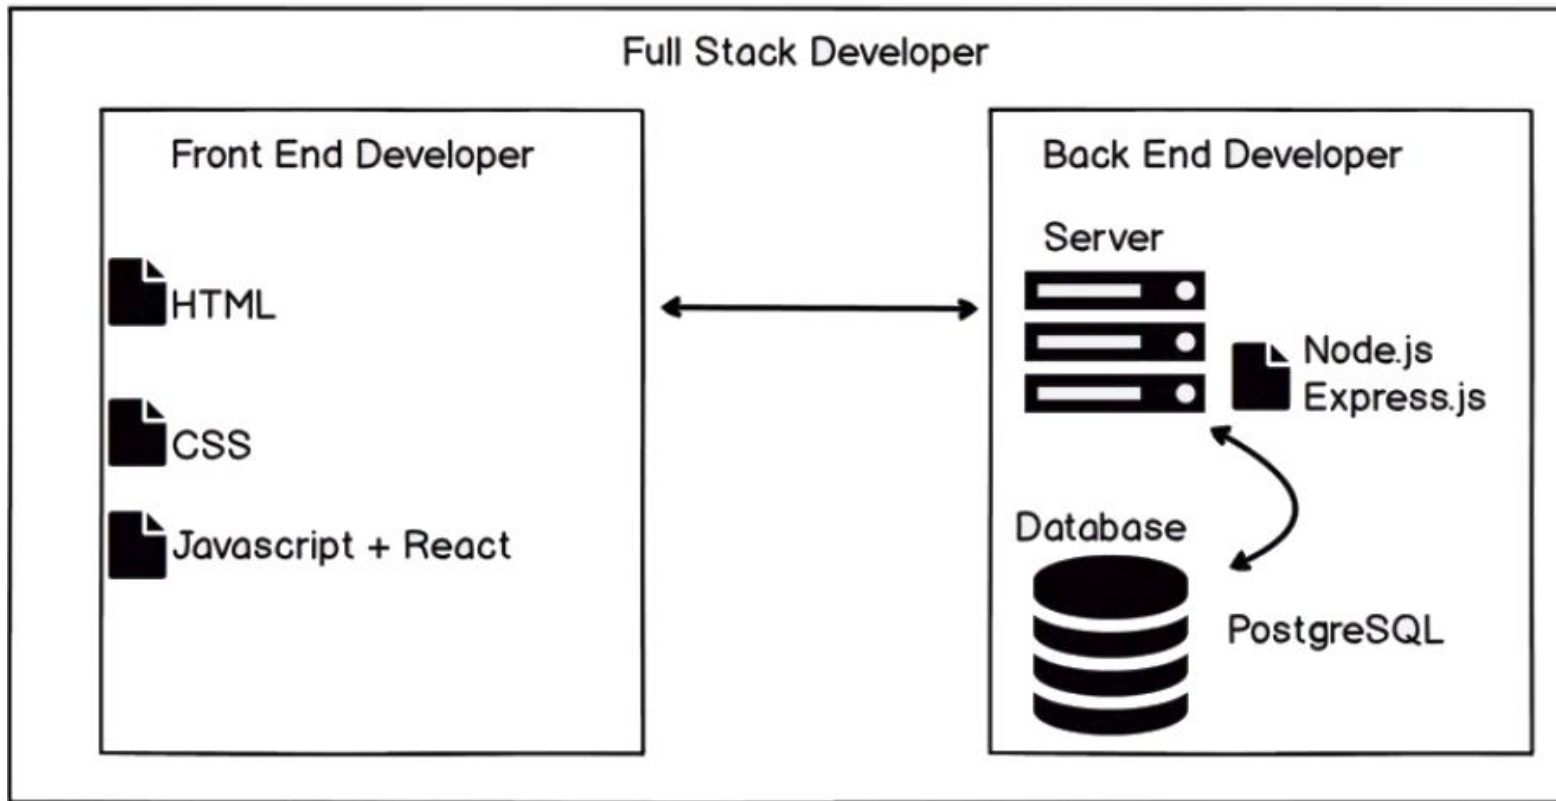 Full Stack Developer
Front End Developer
HTML
CSS
Javascript + React
Back End Developer
Server
Node.js
Express.js
Database
PostgreSQL